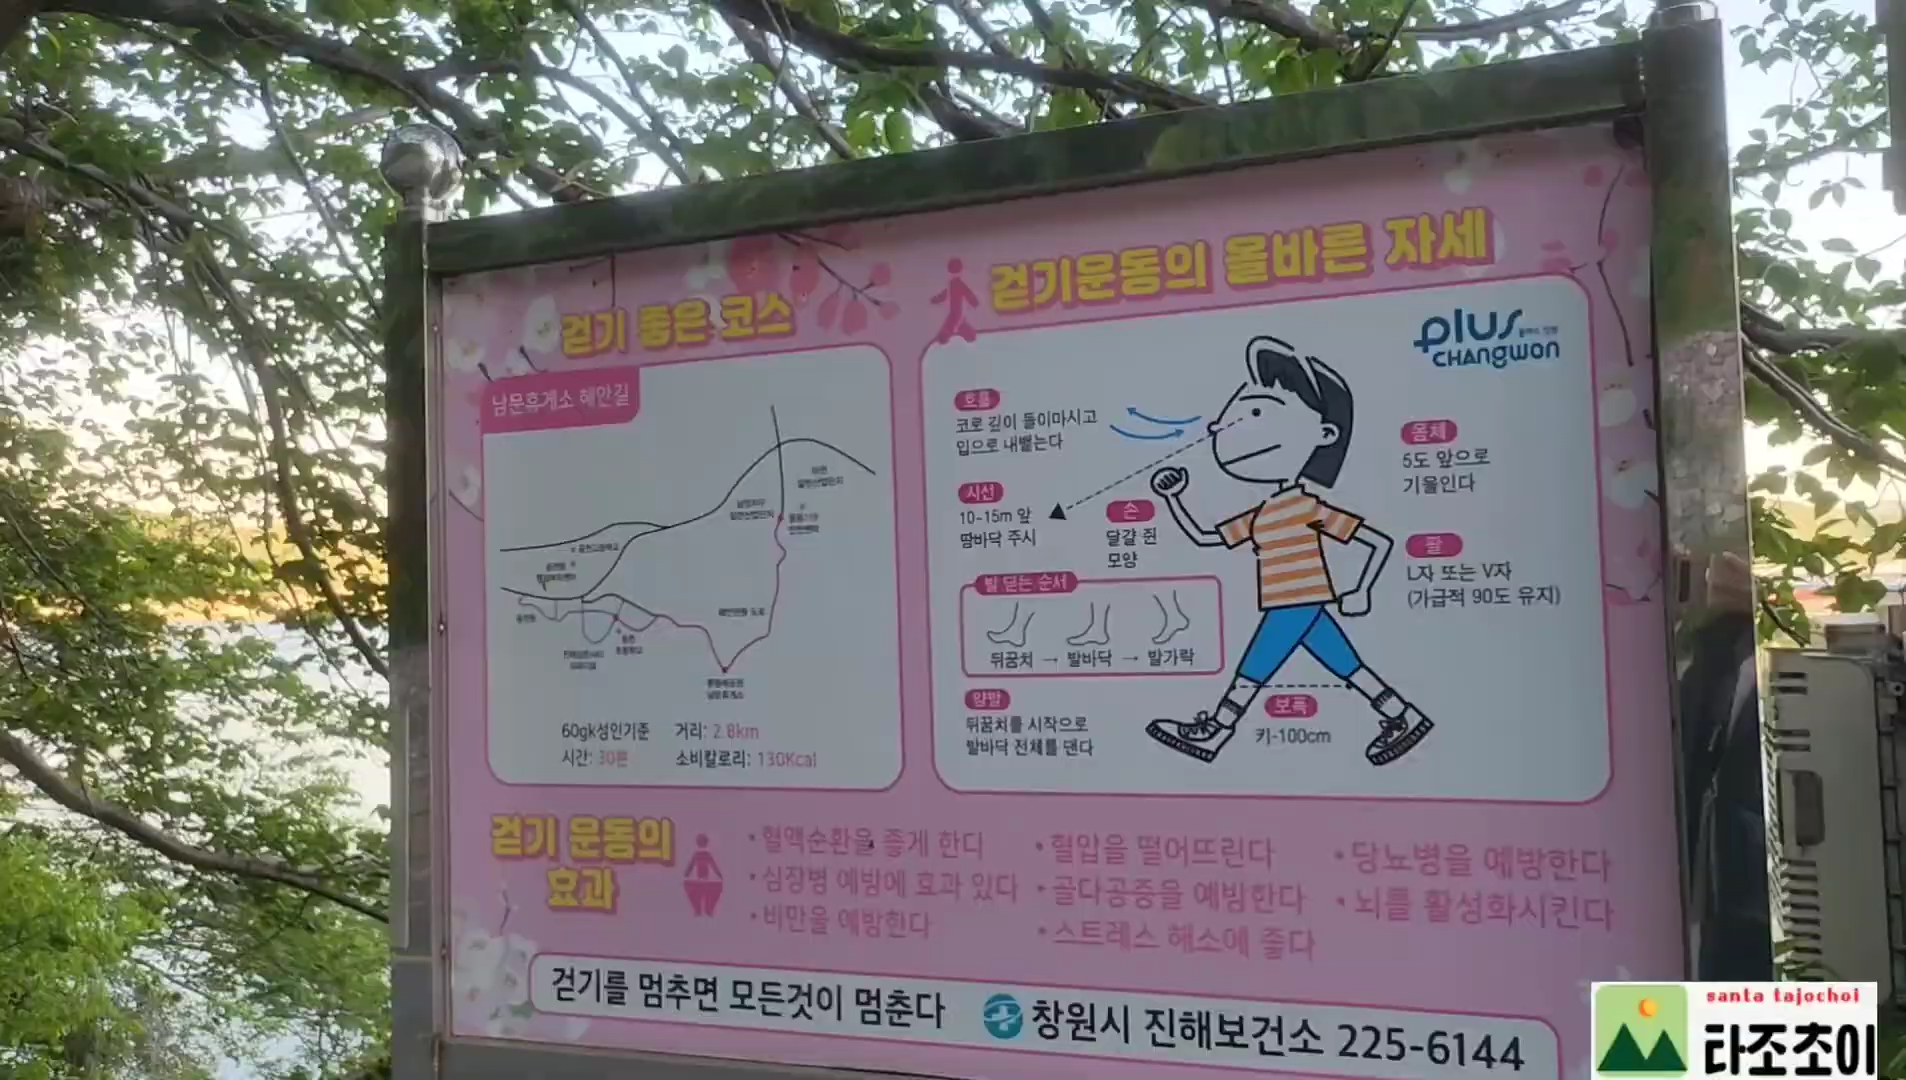 걷기 좋은 코스
남문휴게소 해안길
60gk성인기준
거리: 2.8km
시간: 30분
소비칼로리: 130Kcal
걷기운동의 올바른 자세
plus
CHANGWON
호흡
코로 깊이 들이마시고
입으로 내뱉는다
시선
10-15m 앞
땅바닥 주시
손
달걀 쥔
모양
몸체
5도 앞으로
기울인다
팔
L자 또는 V자
(가급적 90도 유지)
발 딛는 순서
뒤꿈치 → 발바닥 → 발가락
양발
뒤꿈치를 시작으로
발바닥 전체를 댄다
보폭
키-100cm
걷기 운동의
효과
•혈액순환을 좋게 한다
•심장병 예방에 효과 있다
•비만을 예방한다
•혈압을 떨어뜨린다
•골다공증을 예방한다
•스트레스 해소에 좋다
•당뇨병을 예방한다
•뇌를 활성화시킨다
걷기를 멈추면 모든것이 멈춘다
창원시 진해보건소 225-6144
santa tajochoi
타조초이